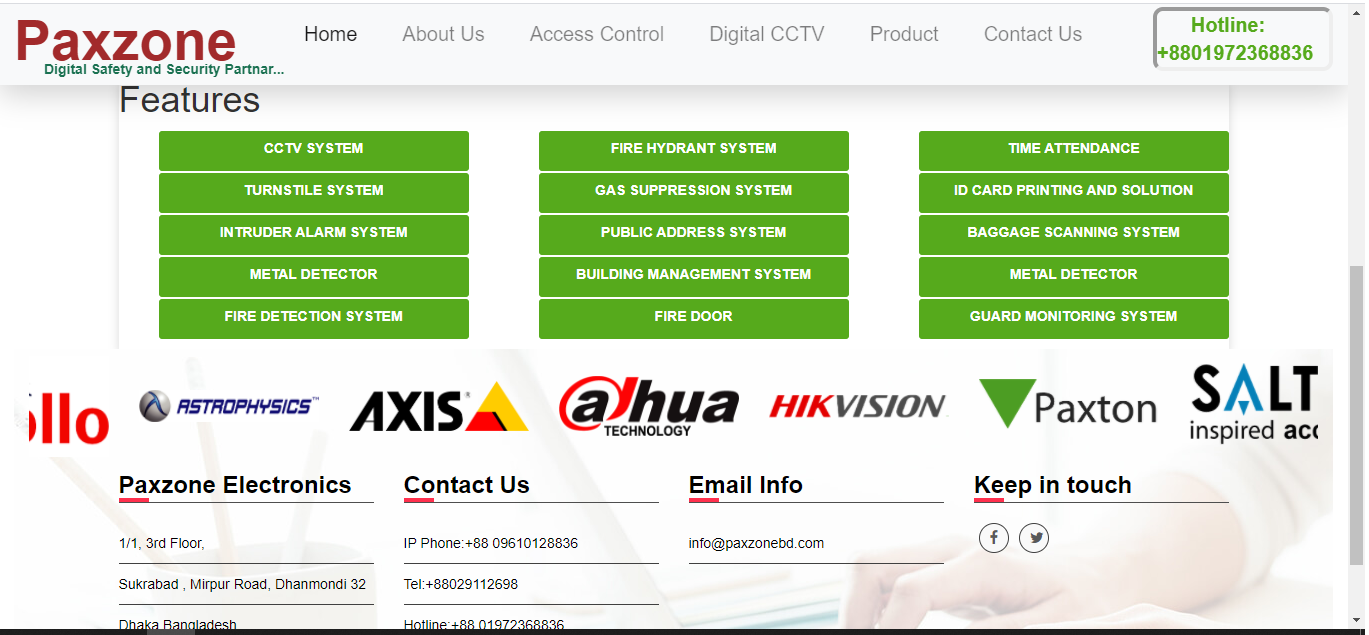 Paxzone
Digital Safety and Security Partnar...
Home About Us Access Control Digital CCTV Product Contact Us
Hotline:
+8801972368836
Features
CCTV SYSTEM
TURNSTILE SYSTEM
INTRUDER ALARM SYSTEM
METAL DETECTOR
FIRE DETECTION SYSTEM
FIRE HYDRANT SYSTEM
GAS SUPPRESSION SYSTEM
PUBLIC ADDRESS SYSTEM
BUILDING MANAGEMENT SYSTEM
FIRE DOOR
TIME ATTENDANCE
ID CARD PRINTING AND SOLUTION
BAGGAGE SCANNING SYSTEM
METAL DETECTOR
GUARD MONITORING SYSTEM
ollo
ASTROPHYSICS™
AXIS®
alhua
TECHNOLOGY
HIKVISION
Paxton
SALT
inspired acc
Paxzone Electronics
1/1, 3rd Floor,
Sukrabad , Mirpur Road, Dhanmondi 32
Dhaka,Bangladesh
Contact Us
IP Phone:+88 09610128836
Tel:+88029112698
Hotline:+88 01972368836
Email Info
info@paxzonebd.com
Keep in touch